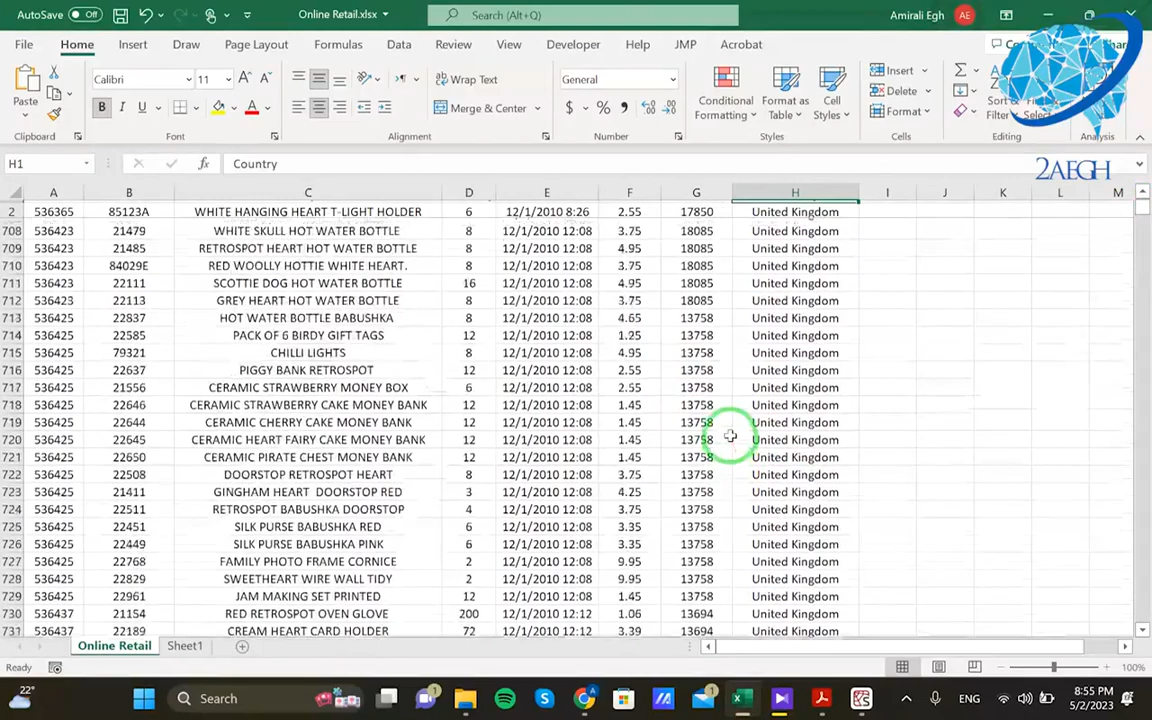 AutoSave Off Online Retail.xlsx Search (Alt+Q) Amirali Egh AE
File Home Insert Draw Page Layout Formulas Data Review View Developer Help JMP Acrobat
Calibri 11 Wrap Text General Insert
Paste B I U Merge & Center $ % Conditional Formatting Format as Table Cell Styles Delete Format
Clipboard Font Alignment Number Styles Cells Editing Analysis
H1 fx Country 2AEGH
A B C D E F G H I J K L M
2 536365 85123A WHITE HANGING HEART T-LIGHT HOLDER 6 12/1/2010 8:26 2.55 17850 United Kingdom
708 536423 21479 WHITE SKULL HOT WATER BOTTLE 8 12/1/2010 12:08 3.75 18085 United Kingdom
709 536423 21485 RETROSPOT HEART HOT WATER BOTTLE 8 12/1/2010 12:08 4.95 18085 United Kingdom
710 536423 84029E RED WOOLLY HOTTIE WHITE HEART. 8 12/1/2010 12:08 3.75 18085 United Kingdom
711 536423 22111 SCOTTIE DOG HOT WATER BOTTLE 16 12/1/2010 12:08 4.95 18085 United Kingdom
712 536423 22113 GREY HEART HOT WATER BOTTLE 8 12/1/2010 12:08 3.75 18085 United Kingdom
713 536425 22837 HOT WATER BOTTLE BABUSHKA 8 12/1/2010 12:08 4.65 13758 United Kingdom
714 536425 22585 PACK OF 6 BIRDY GIFT TAGS 12 12/1/2010 12:08 1.25 13758 United Kingdom
715 536425 79321 CHILLI LIGHTS 8 12/1/2010 12:08 4.95 13758 United Kingdom
716 536425 22637 PIGGY BANK RETROSPOT 12 12/1/2010 12:08 2.55 13758 United Kingdom
717 536425 21556 CERAMIC STRAWBERRY MONEY BOX 6 12/1/2010 12:08 2.55 13758 United Kingdom
718 536425 22646 CERAMIC STRAWBERRY CAKE MONEY BANK 12 12/1/2010 12:08 1.45 13758 United Kingdom
719 536425 22644 CERAMIC CHERRY CAKE MONEY BANK 12 12/1/2010 12:08 1.45 13758 United Kingdom
720 536425 22645 CERAMIC HEART FAIRY CAKE MONEY BANK 12 12/1/2010 12:08 1.45 13758 United Kingdom
721 536425 22650 CERAMIC PIRATE CHEST MONEY BANK 12 12/1/2010 12:08 1.45 13758 United Kingdom
722 536425 22508 DOORSTOP RETROSPOT HEART 8 12/1/2010 12:08 3.75 13758 United Kingdom
723 536425 21411 GINGHAM HEART DOORSTOP RED 3 12/1/2010 12:08 4.25 13758 United Kingdom
724 536425 22511 RETROSPOT BABUSHKA DOORSTOP 4 12/1/2010 12:08 3.75 13758 United Kingdom
725 536425 22451 SILK PURSE BABUSHKA RED 6 12/1/2010 12:08 3.35 13758 United Kingdom
726 536425 22449 SILK PURSE BABUSHKA PINK 6 12/1/2010 12:08 3.35 13758 United Kingdom
727 536425 22768 FAMILY PHOTO FRAME CORNICE 2 12/1/2010 12:08 9.95 13758 United Kingdom
728 536425 22829 SWEETHEART WIRE WALL TIDY 2 12/1/2010 12:08 9.95 13758 United Kingdom
729 536425 22961 JAM MAKING SET PRINTED 12 12/1/2010 12:08 1.45 13758 United Kingdom
730 536437 21154 RED RETROSPOT OVEN GLOVE 200 12/1/2010 12:12 1.06 13694 United Kingdom
731 536437 22189 CREAM HEART CARD HOLDER 72 12/1/2010 12:12 3.39 13694 United Kingdom
Online Retail Sheet1
Ready 100%
22° Search ENG 8:55 PM
5/2/2023